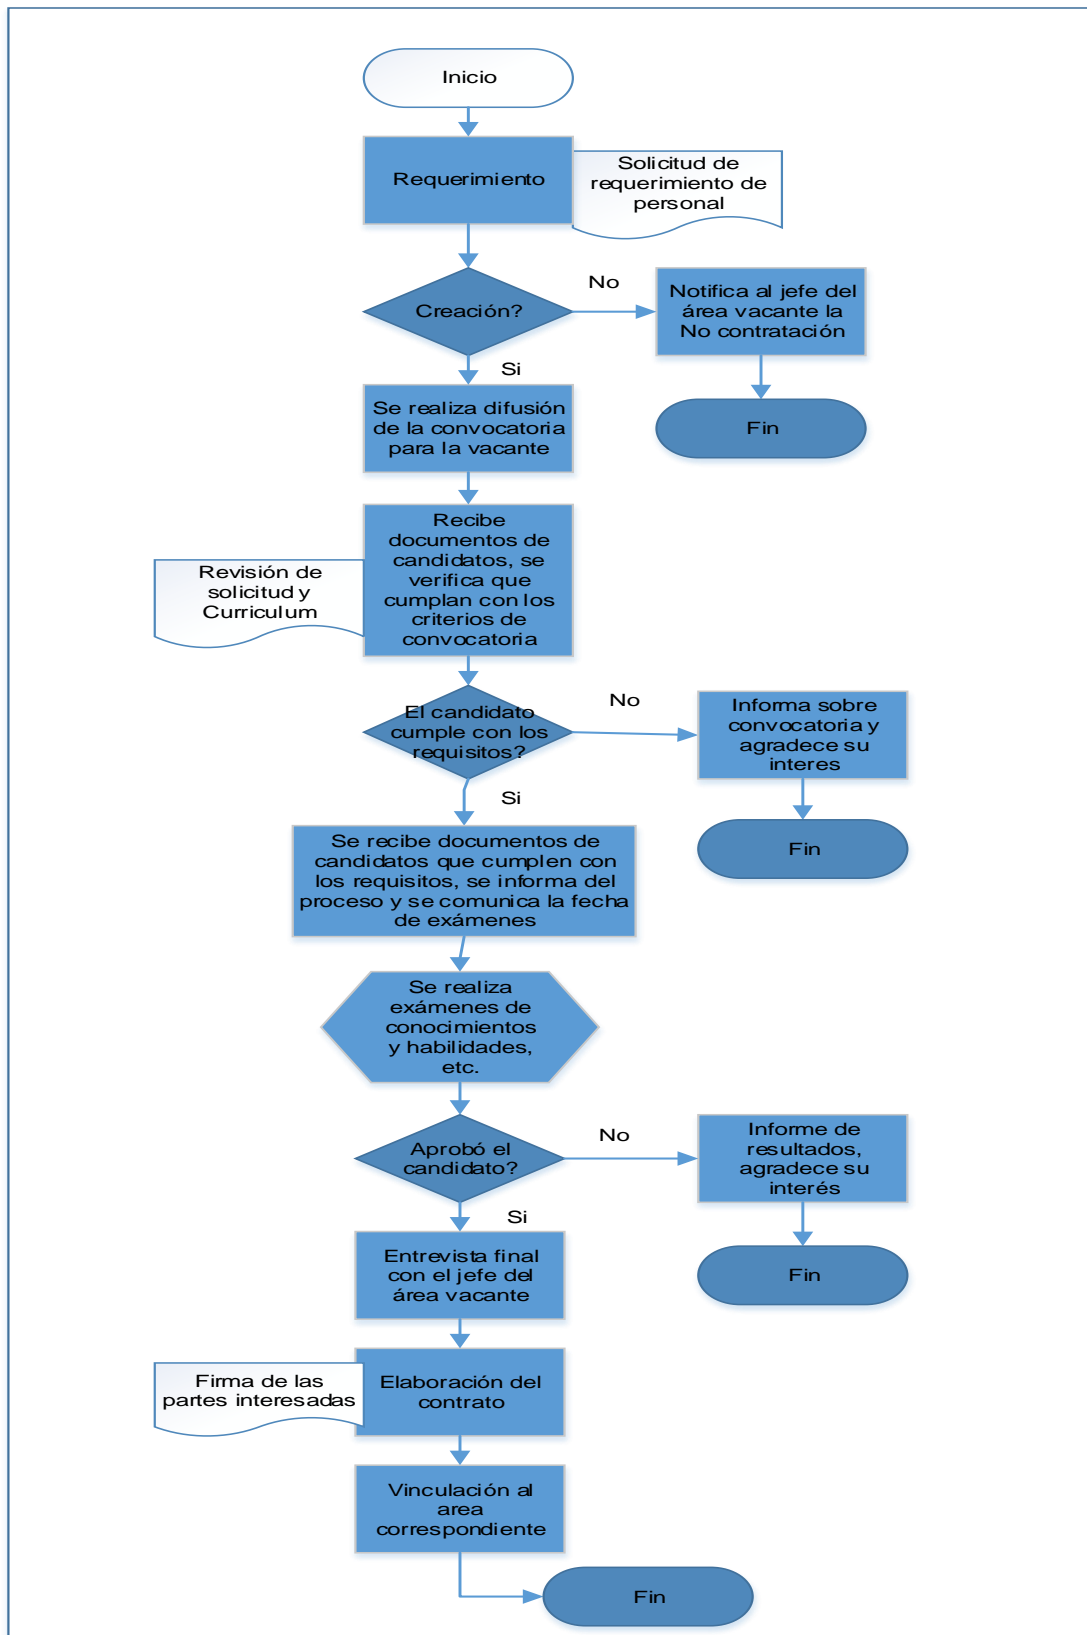 Inicio
Requerimiento
Solicitud de
requerimiento de
personal
Creación?
No
Notifica al jefe del
área vacante la
No contratación
Si
Fin
Se realiza difusión
de la convocatoria
para la vacante
Recibe
documentos de
candidatos, se
verifica que
cumplan con los
criterios de
convocatoria
Revisión de
solicitud y
Curriculum
El candidato
cumple con los
requisitos?
No
Informa sobre
convocatoria y
agradece su
interes
Si
Fin
Se recibe documentos de
candidatos que cumplen con
los requisitos, se informa del
proceso y se comunica la fecha
de exámenes
Se realiza
exámenes de
conocimientos
y habilidades,
etc.
Aprobó el
candidato?
No
Informe de
resultados,
agradece su
interés
Si
Fin
Entrevista final
con el jefe del
área vacante
Firma de las
partes interesadas
Elaboración del
contrato
Vinculación al
area
correspondiente
Fin